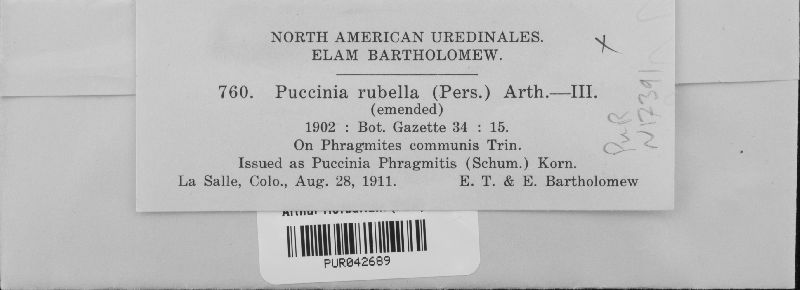 NORTH AMERICAN UREDINALES.
ELAM BARTHOLOMEW.
760. Puccinia rubella (Pers.) Arth.—III.
(emended)
1902 : Bot. Gazette 34 : 15.
On Phragmites communis Trin.
Issued as Puccinia Phragmitis (Schum.) Korn.
La Salle, Colo., Aug. 28, 1911. E. T. & E. Bartholomew
X
PUR
N17391
PUR042689